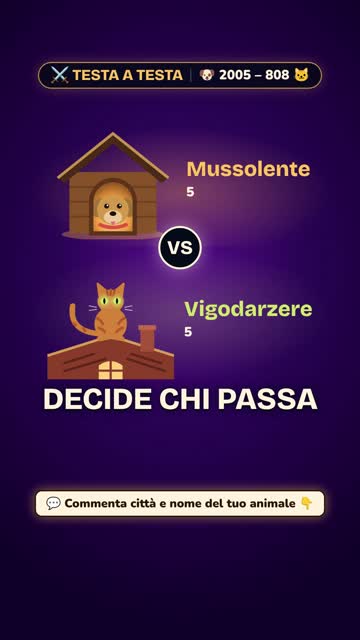 ⚔️ TESTA A TESTA | 🐶 2005 – 808 🐱
Mussolente
5
VS
Vigodarzere
5
DECIDE CHI PASSA
💬 Commenta città e nome del tuo animale 👇